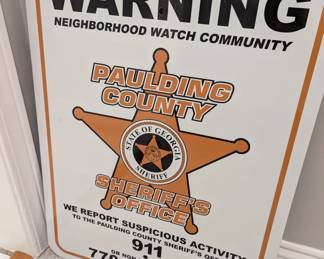 WARNING
NEIGHBORHOOD WATCH COMMUNITY
PAULDING
COUNTY
STATE OF GEORGIA
SHERIFF
SHERIFF'S
OFFICE
WE REPORT SUSPICIOUS ACTIVITY
TO THE PAULDING COUNTY SHERIFF'S
911